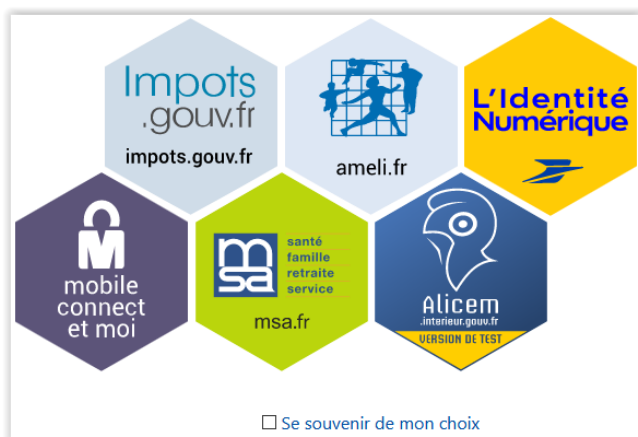 Impots
.gouv.fr
impots.gouv.fr
ameli.fr
L'Identité
Numérique
M
mobile
connect
et moi
msa
santé
famille
retraite
service
msa.fr
Alicem
.interieur.gouv.fr
VERSION DE TEST
Se souvenir de mon choix